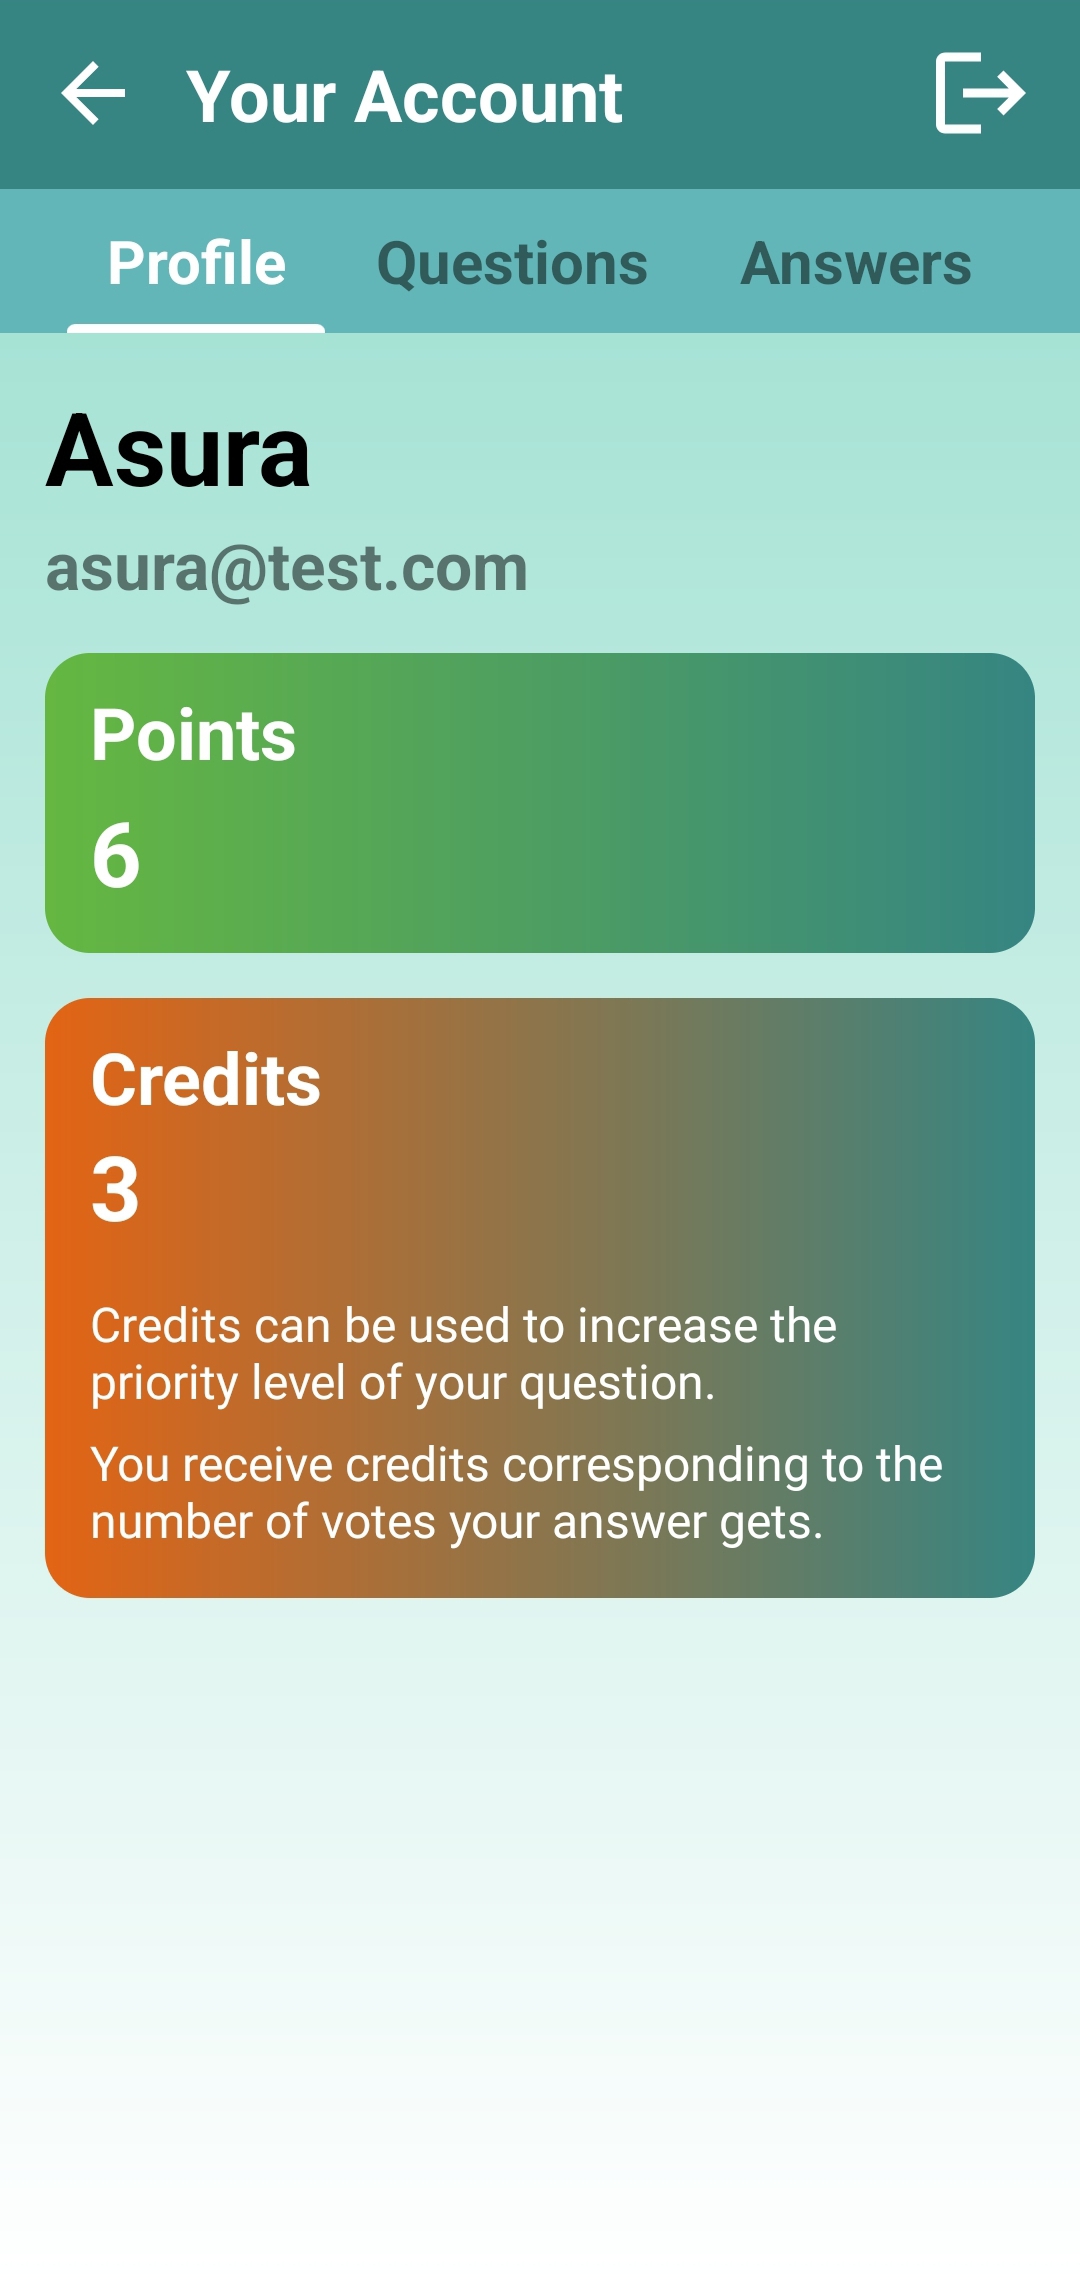 Your Account
Profile Questions Answers
Asura
asura@test.com
Points
6
Credits
3
Credits can be used to increase the
priority level of your question.
You receive credits corresponding to the
number of votes your answer gets.